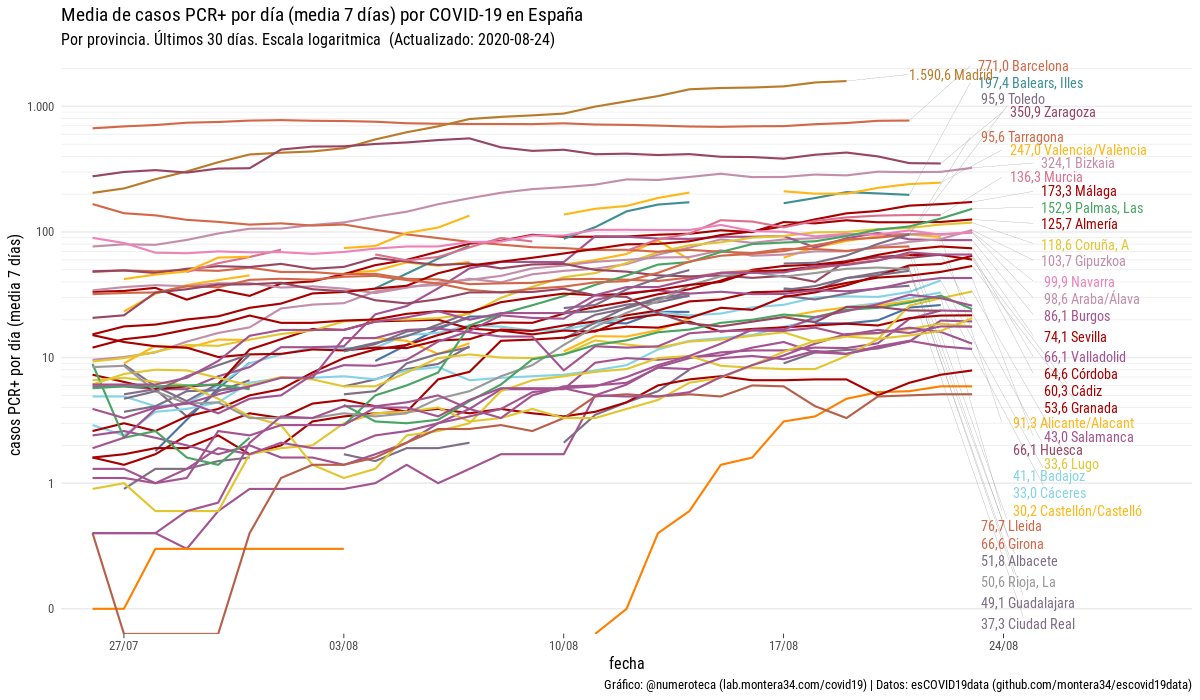 Media de casos PCR+ por día (media 7 días) por COVID-19 en España
Por provincia. Últimos 30 días. Escala logaritmica (Actualizado: 2020-08-24)
casos PCR+ por día (media 7 días)
1.000
100
10
1
0
1.590,6 Madrid
771,0 Barcelona
197,4 Balears, Illes
95,9 Toledo
350,9 Zaragoza
95,6 Tarragona
247,0 Valencia/València
324,1 Bizkaia
136,3 Murcia
173,3 Málaga
152,9 Palmas, Las
125,7 Almería
118,6 Coruña, A
103,7 Gipuzkoa
99,9 Navarra
98,6 Araba/Álava
86,1 Burgos
74,1 Sevilla
66,1 Valladolid
64,6 Córdoba
60,3 Cádiz
53,6 Granada
91,3 Alicante/Alacant
43,0 Salamanca
66,1 Huesca
33,6 Lugo
41,1 Badajoz
33,0 Cáceres
30,2 Castellón/Castelló
76,7 Lleida
66,6 Girona
51,8 Albacete
50,6 Rioja, La
49,1 Guadalajara
37,3 Ciudad Real
27/07
03/08
10/08
17/08
24/08
fecha
Gráfico: @numeroteca (lab.montera34.com/covid19) | Datos: esCOVID19data (github.com/montera34/escovid19data)